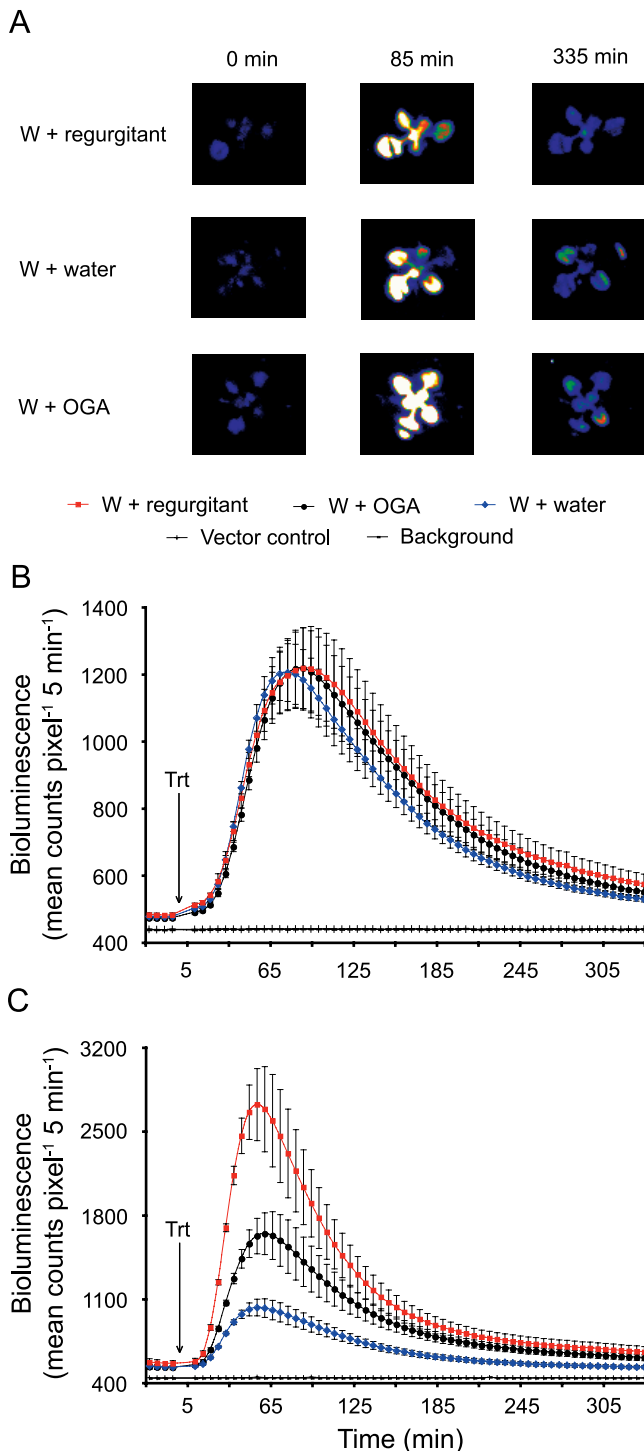 A
0 min 85 min 335 min
W + regurgitant
W + water
W + OGA
W + regurgitant W + OGA W + water
Vector control Background
B
Bioluminescence
(mean counts pixel⁻¹ 5 min⁻¹)
1400
1200
1000
800
600
400
Trt
5 65 125 185 245 305
C
Bioluminescence
(mean counts pixel⁻¹ 5 min⁻¹)
3200
2500
1800
1100
400
Trt
5 65 125 185 245 305
Time (min)